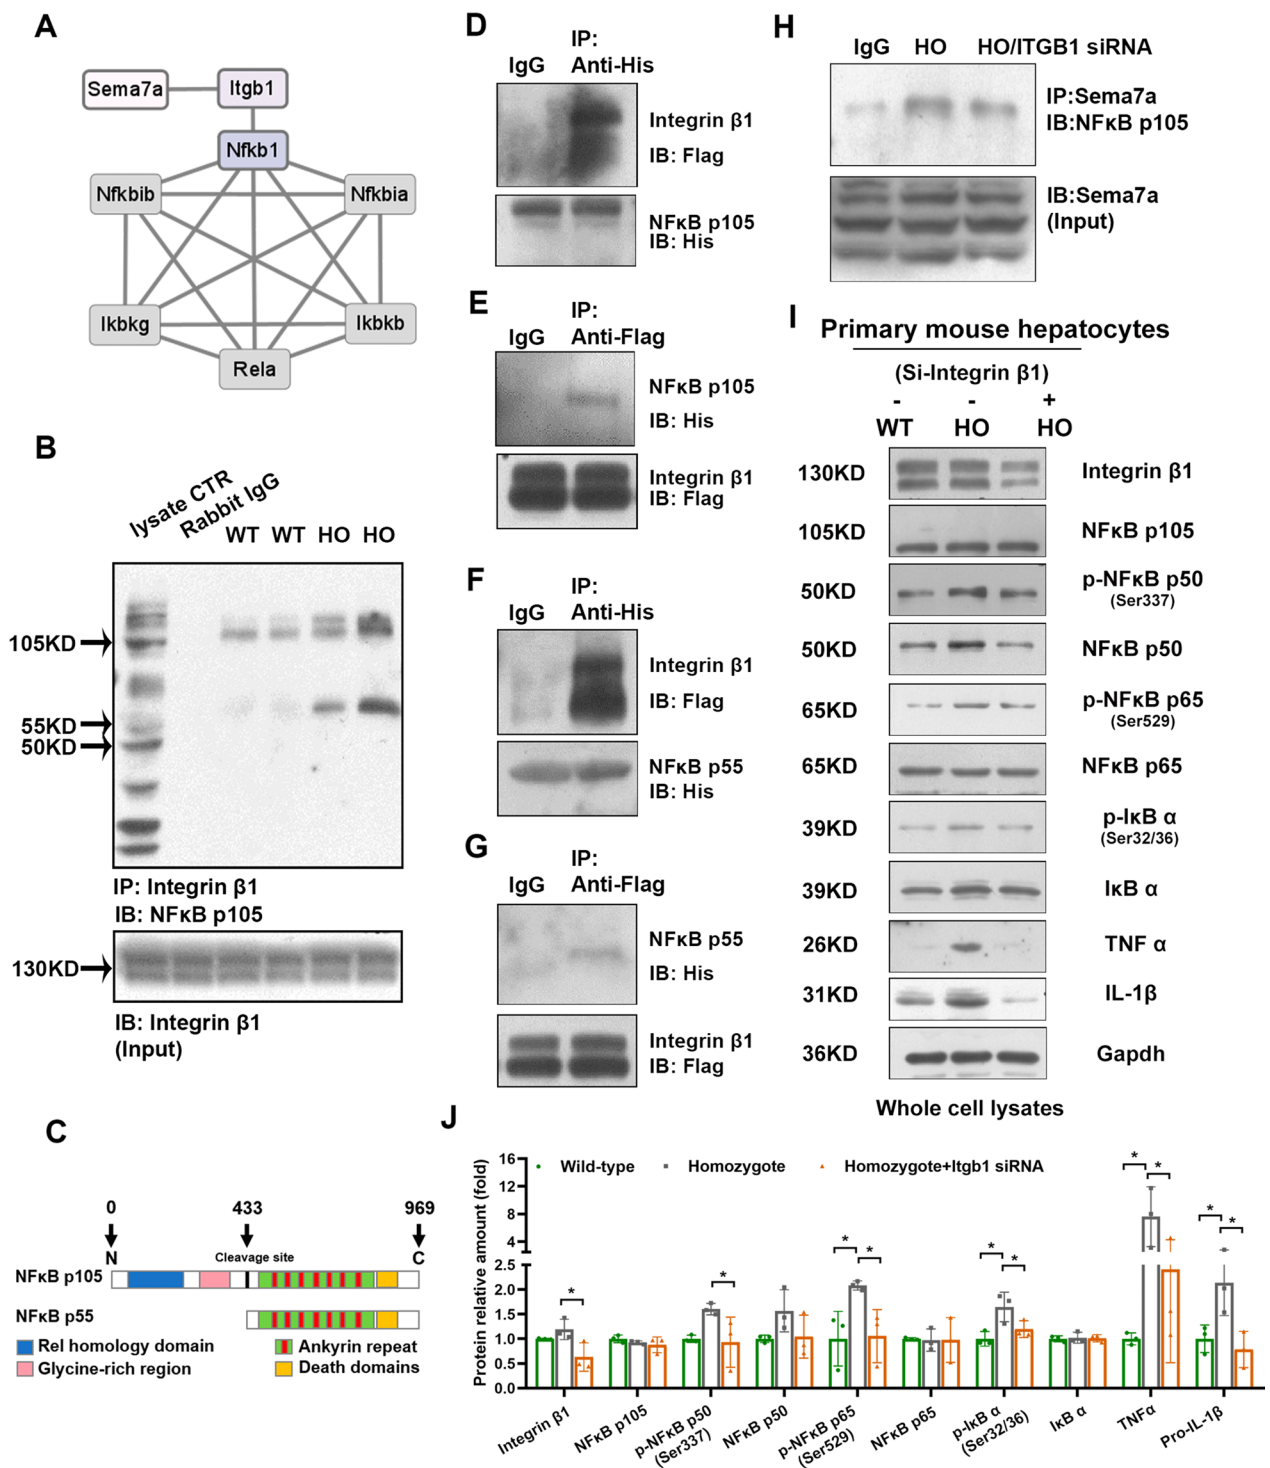 A
Sema7a
Itgb1
Nfkb1
Nfkbib
Nfkbia
Ikbkg
Ikbkb
Rela
B
lysate CTR
Rabbit IgG
WT WT HO HO
105KD
55KD
50KD
IP: Integrin β1
IB: NFκB p105
130KD
IB: Integrin β1
(Input)
C
0 433 969
N Cleavage site C
NFκB p105
NFκB p55
Rel homology domain
Ankyrin repeat
Glycine-rich region
Death domains
D
IP:
IgG Anti-His
Integrin β1
IB: Flag
NFκB p105
IB: His
E
IP:
IgG Anti-Flag
NFκB p105
IB: His
Integrin β1
IB: Flag
F
IP:
IgG Anti-His
Integrin β1
IB: Flag
NFκB p55
IB: His
G
IP:
IgG Anti-Flag
NFκB p55
IB: His
Integrin β1
IB: Flag
H
IgG HO HO/ITGB1 siRNA
IP:Sema7a
IB:NFκB p105
IB:Sema7a
(Input)
I
Primary mouse hepatocytes
(Si-Integrin β1)
- - +
WT HO HO
130KD Integrin β1
105KD NFκB p105
50KD p-NFκB p50
(Ser337)
50KD NFκB p50
65KD p-NFκB p65
(Ser529)
65KD NFκB p65
39KD p-IκB α
(Ser32/36)
39KD IκB α
26KD TNF α
31KD IL-1β
36KD Gapdh
Whole cell lysates
J
Protein relative amount (fold)
16
12
8
4
2.5
2.0
1.5
1.0
0.5
0.0
Wild-type Homozygote Homozygote+Itgb1 siRNA
* * * * * * * * * *
Integrin β1
NFκB p105
p-NFκB p50
(Ser337)
NFκB p50
p-NFκB p65
(Ser529)
NFκB p65
p-IκB α
(Ser32/36)
IκB α
TNFα
Pro-IL-1β